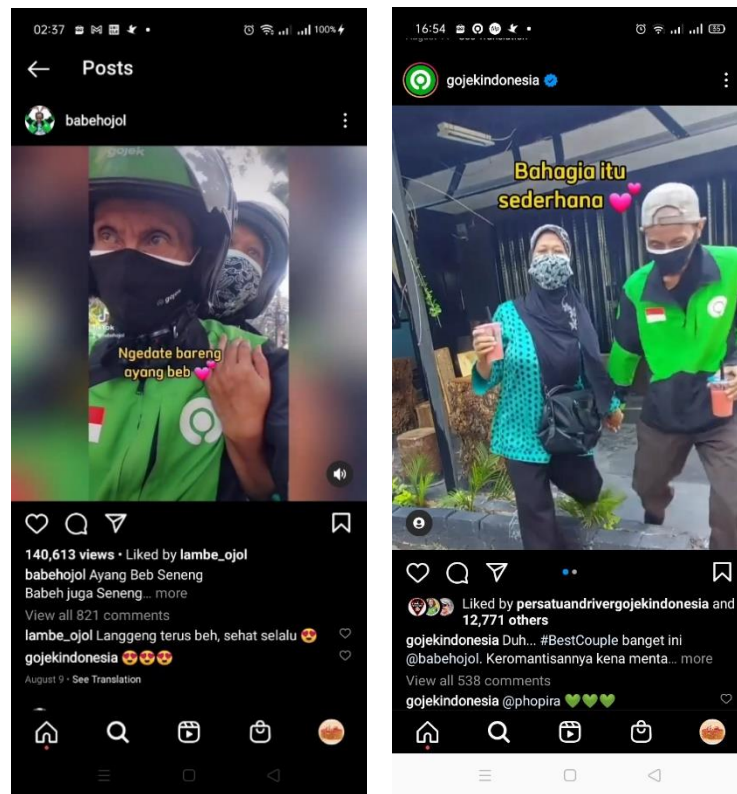 02:37
100%
Posts
babehojol
gojek
gojek
Ngedate bareng
ayang beb
140,613 views • Liked by lambe_ojol
babehojol Ayang Beb Seneng
Babeh juga Seneng... more
View all 821 comments
lambe_ojol Langgeng terus beh, sehat selalu 😍
gojekindonesia 😍😍😍
August 9 • See Translation
16:54
35
gojekindonesia
Bahagia itu
sederhana 💕
Liked by persatuandrivergojekindonesia and
12,771 others
gojekindonesia Duh... #BestCouple banget ini
@babehojol. Keromantisannya kena menta... more
View all 538 comments
gojekindonesia @phopira 💚💚💚